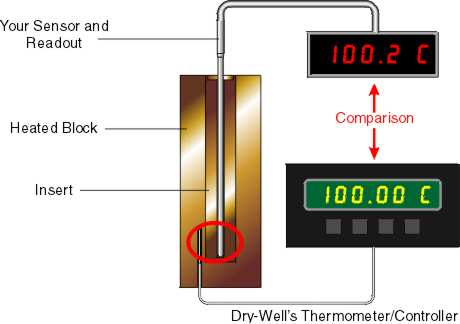 Your Sensor and
Readout
100.2 C
Comparison
Heated Block
Insert
100.00 C
Dry-Well's Thermometer/Controller